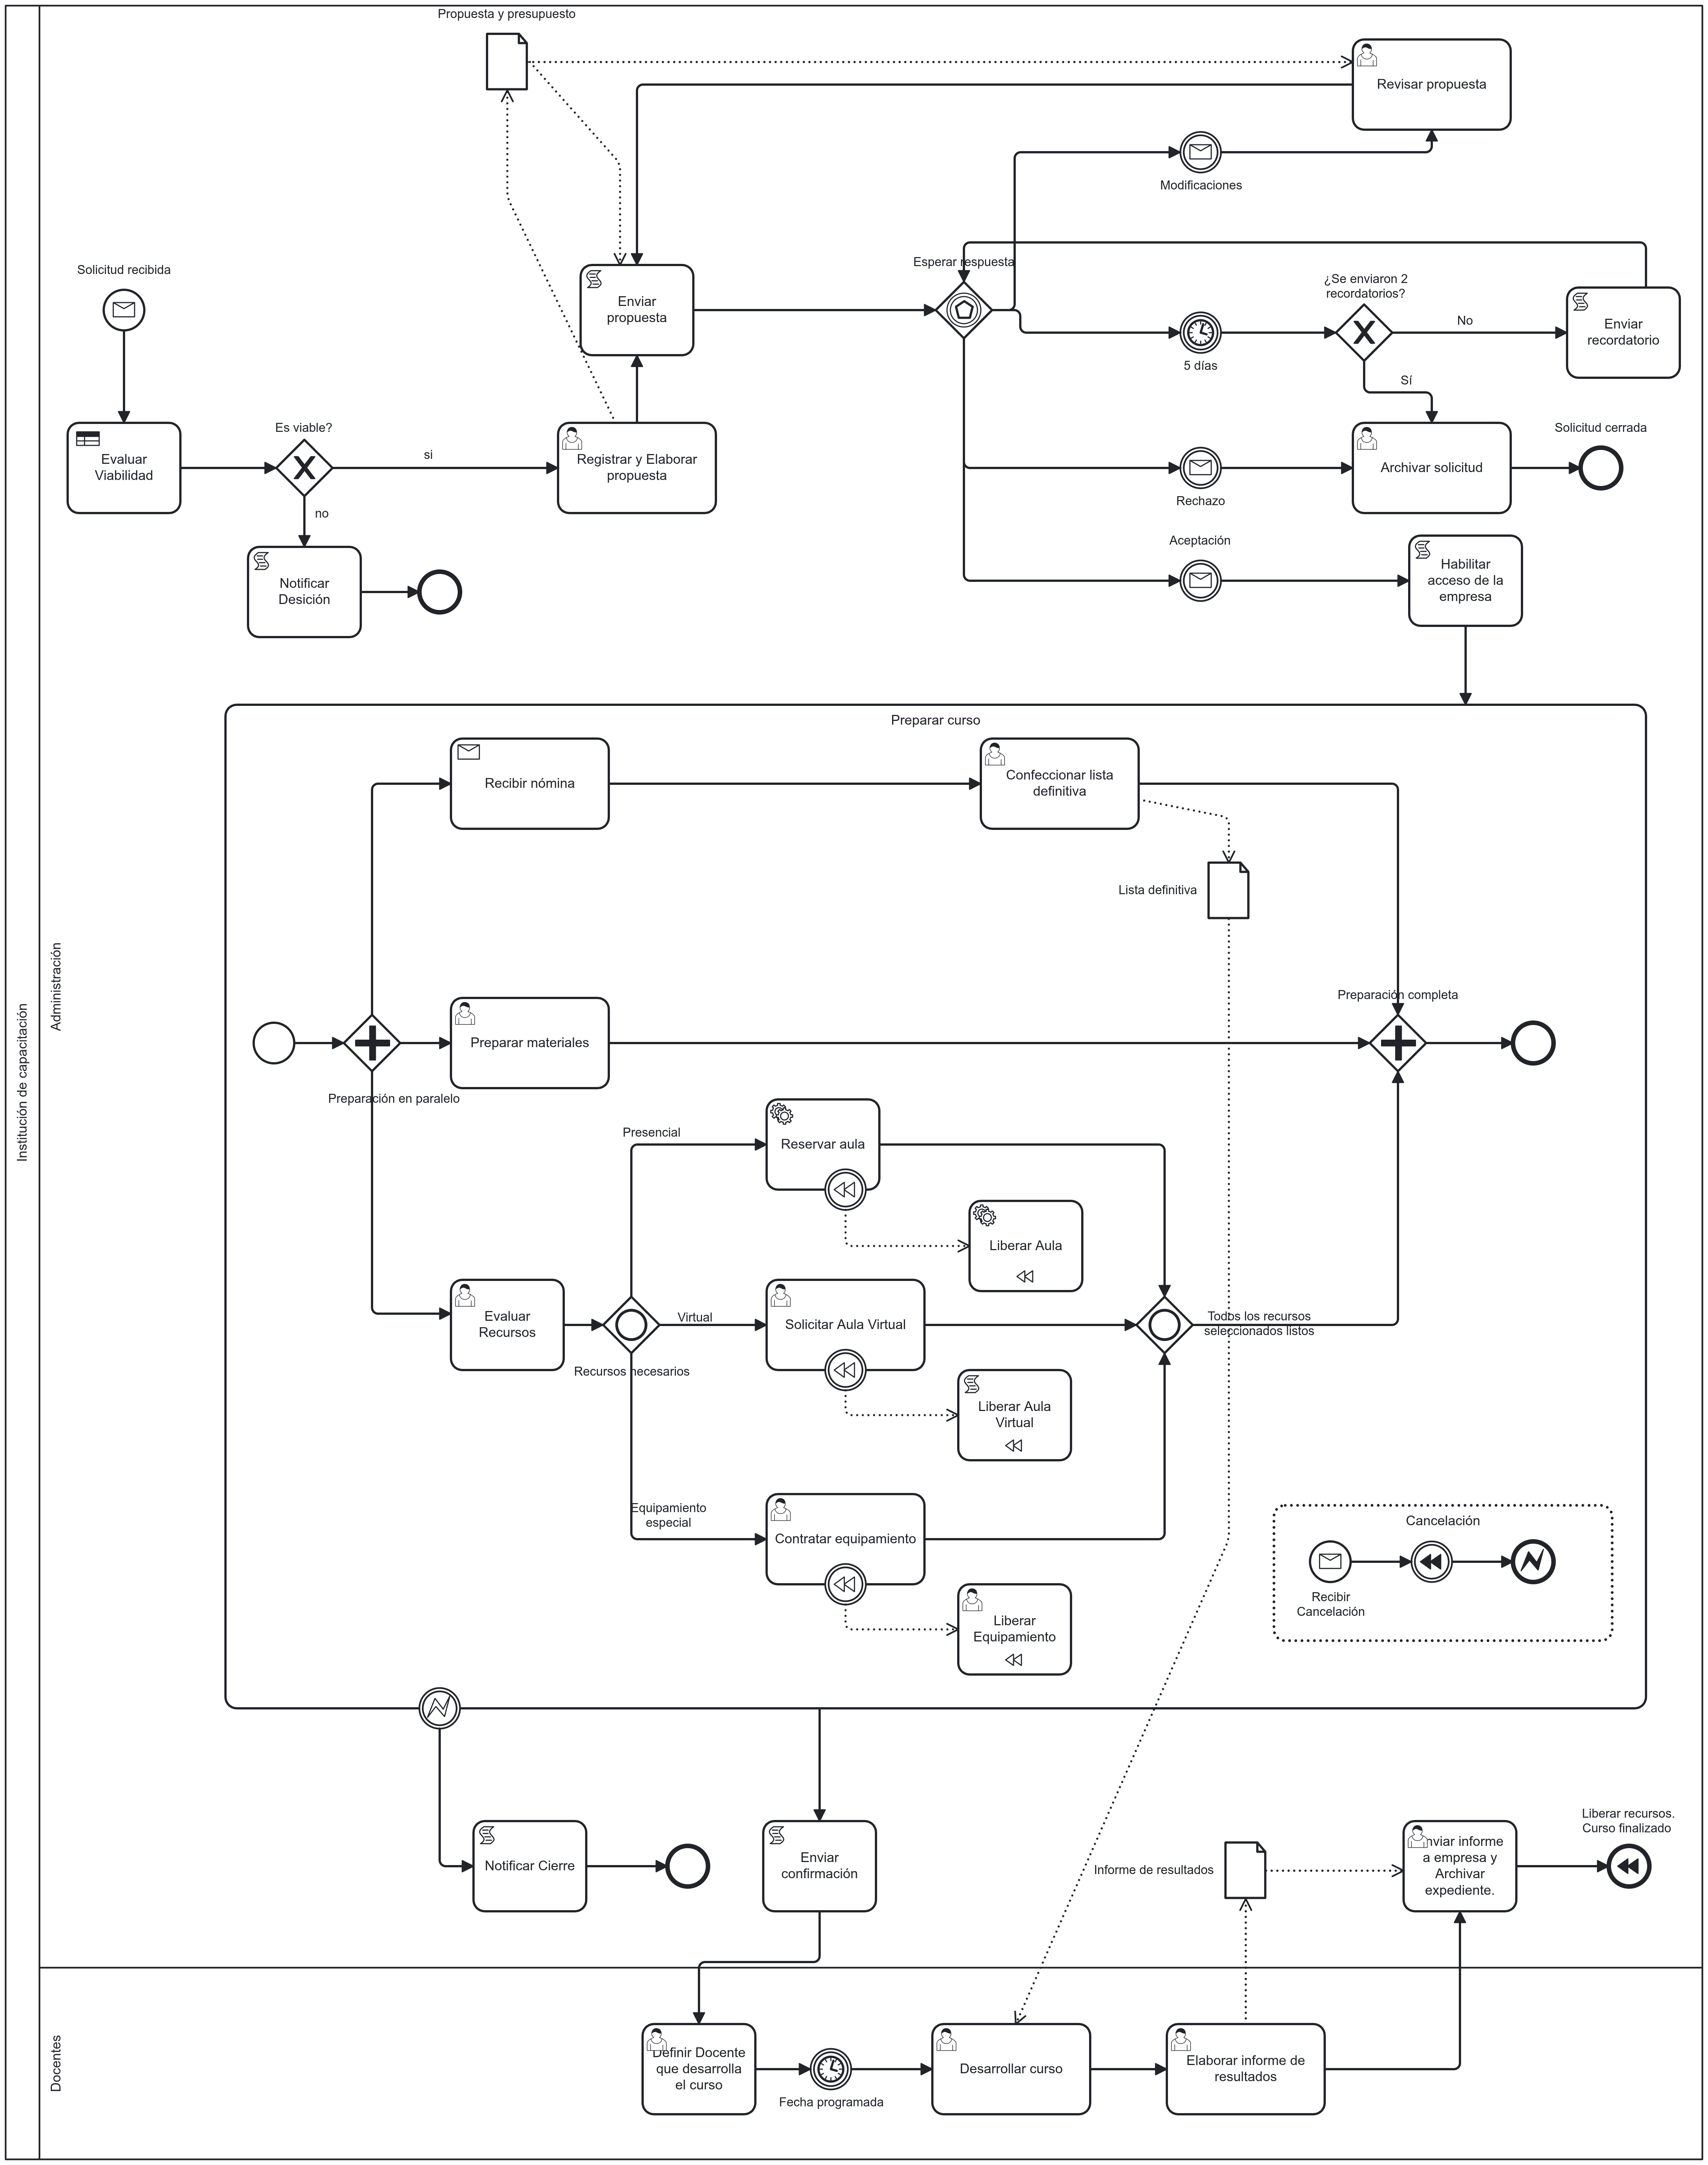 Propuesta y presupuesto
Revisar propuesta
Modificaciones
Solicitud recibida
Esperar respuesta
¿Se enviaron 2
recordatorios?
Enviar
propuesta
No
Enviar
recordatorio
5 días
Sí
Es viable?
Solicitud cerrada
Evaluar
Viabilidad
si
Registrar y Elaborar
propuesta
Archivar solicitud
no
Rechazo
Aceptación
Notificar
Desición
Habilitar
acceso de la
empresa
Preparar curso
Recibir nómina
Confeccionar lista
definitiva
Lista definitiva
Administración
Institución de capacitación
Preparación completa
Preparar materiales
Preparación en paralelo
Presencial
Reservar aula
Liberar Aula
Evaluar
Recursos
Virtual
Solicitar Aula Virtual
Todos los recursos
seleccionados listos
Recursos necesarios
Liberar Aula
Virtual
Equipamiento
especial
Contratar equipamiento
Cancelación
Recibir
Cancelación
Liberar
Equipamiento
Liberar recursos.
Curso finalizado
Notificar Cierre
Enviar
confirmación
Informe de resultados
nviar informe
a empresa y
Archivar
expediente.
Docentes
Definir Docente
que desarrolla
el curso
Fecha programada
Desarrollar curso
Elaborar informe de
resultados